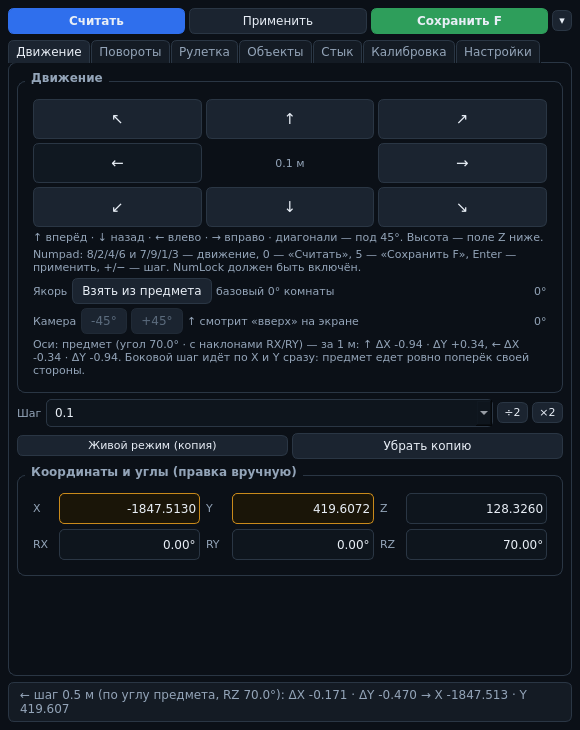 Считать Применить Сохранить F ▾
Движение Повороты Рулетка Объекты Стык Калибровка Настройки
Движение
↖ ↑ ↗
← 0.1 м →
↙ ↓ ↘
↑ вперёд · ↓ назад · ← влево · → вправо · диагонали — под 45°. Высота — поле Z ниже.
Numpad: 8/2/4/6 и 7/9/1/3 — движение, 0 — «Считать», 5 — «Сохранить F», Enter —
применить, +/− — шаг. NumLock должен быть включён.
Якорь Взять из предмета базовый 0° комнаты 0°
Камера -45° +45° ↑ смотрит «вверх» на экране 0°
Оси: предмет (угол 70.0° · с наклонами RX/RY) — за 1 м: ↑ ΔX -0.94 · ΔY +0.34, ← ΔX
-0.34 · ΔY -0.94. Боковой шаг идёт по X и Y сразу: предмет едет ровно поперёк своей
стороны.
Шаг 0.1 ÷2 ×2
Живой режим (копия) Убрать копию
Координаты и углы (правка вручную)
X -1847.5130 Y 419.6072 Z 128.3260
RX 0.00° RY 0.00° RZ 70.00°
← шаг 0.5 м (по углу предмета, RZ 70.0°): ΔX -0.171 · ΔY -0.470 → X -1847.513 · Y
419.607